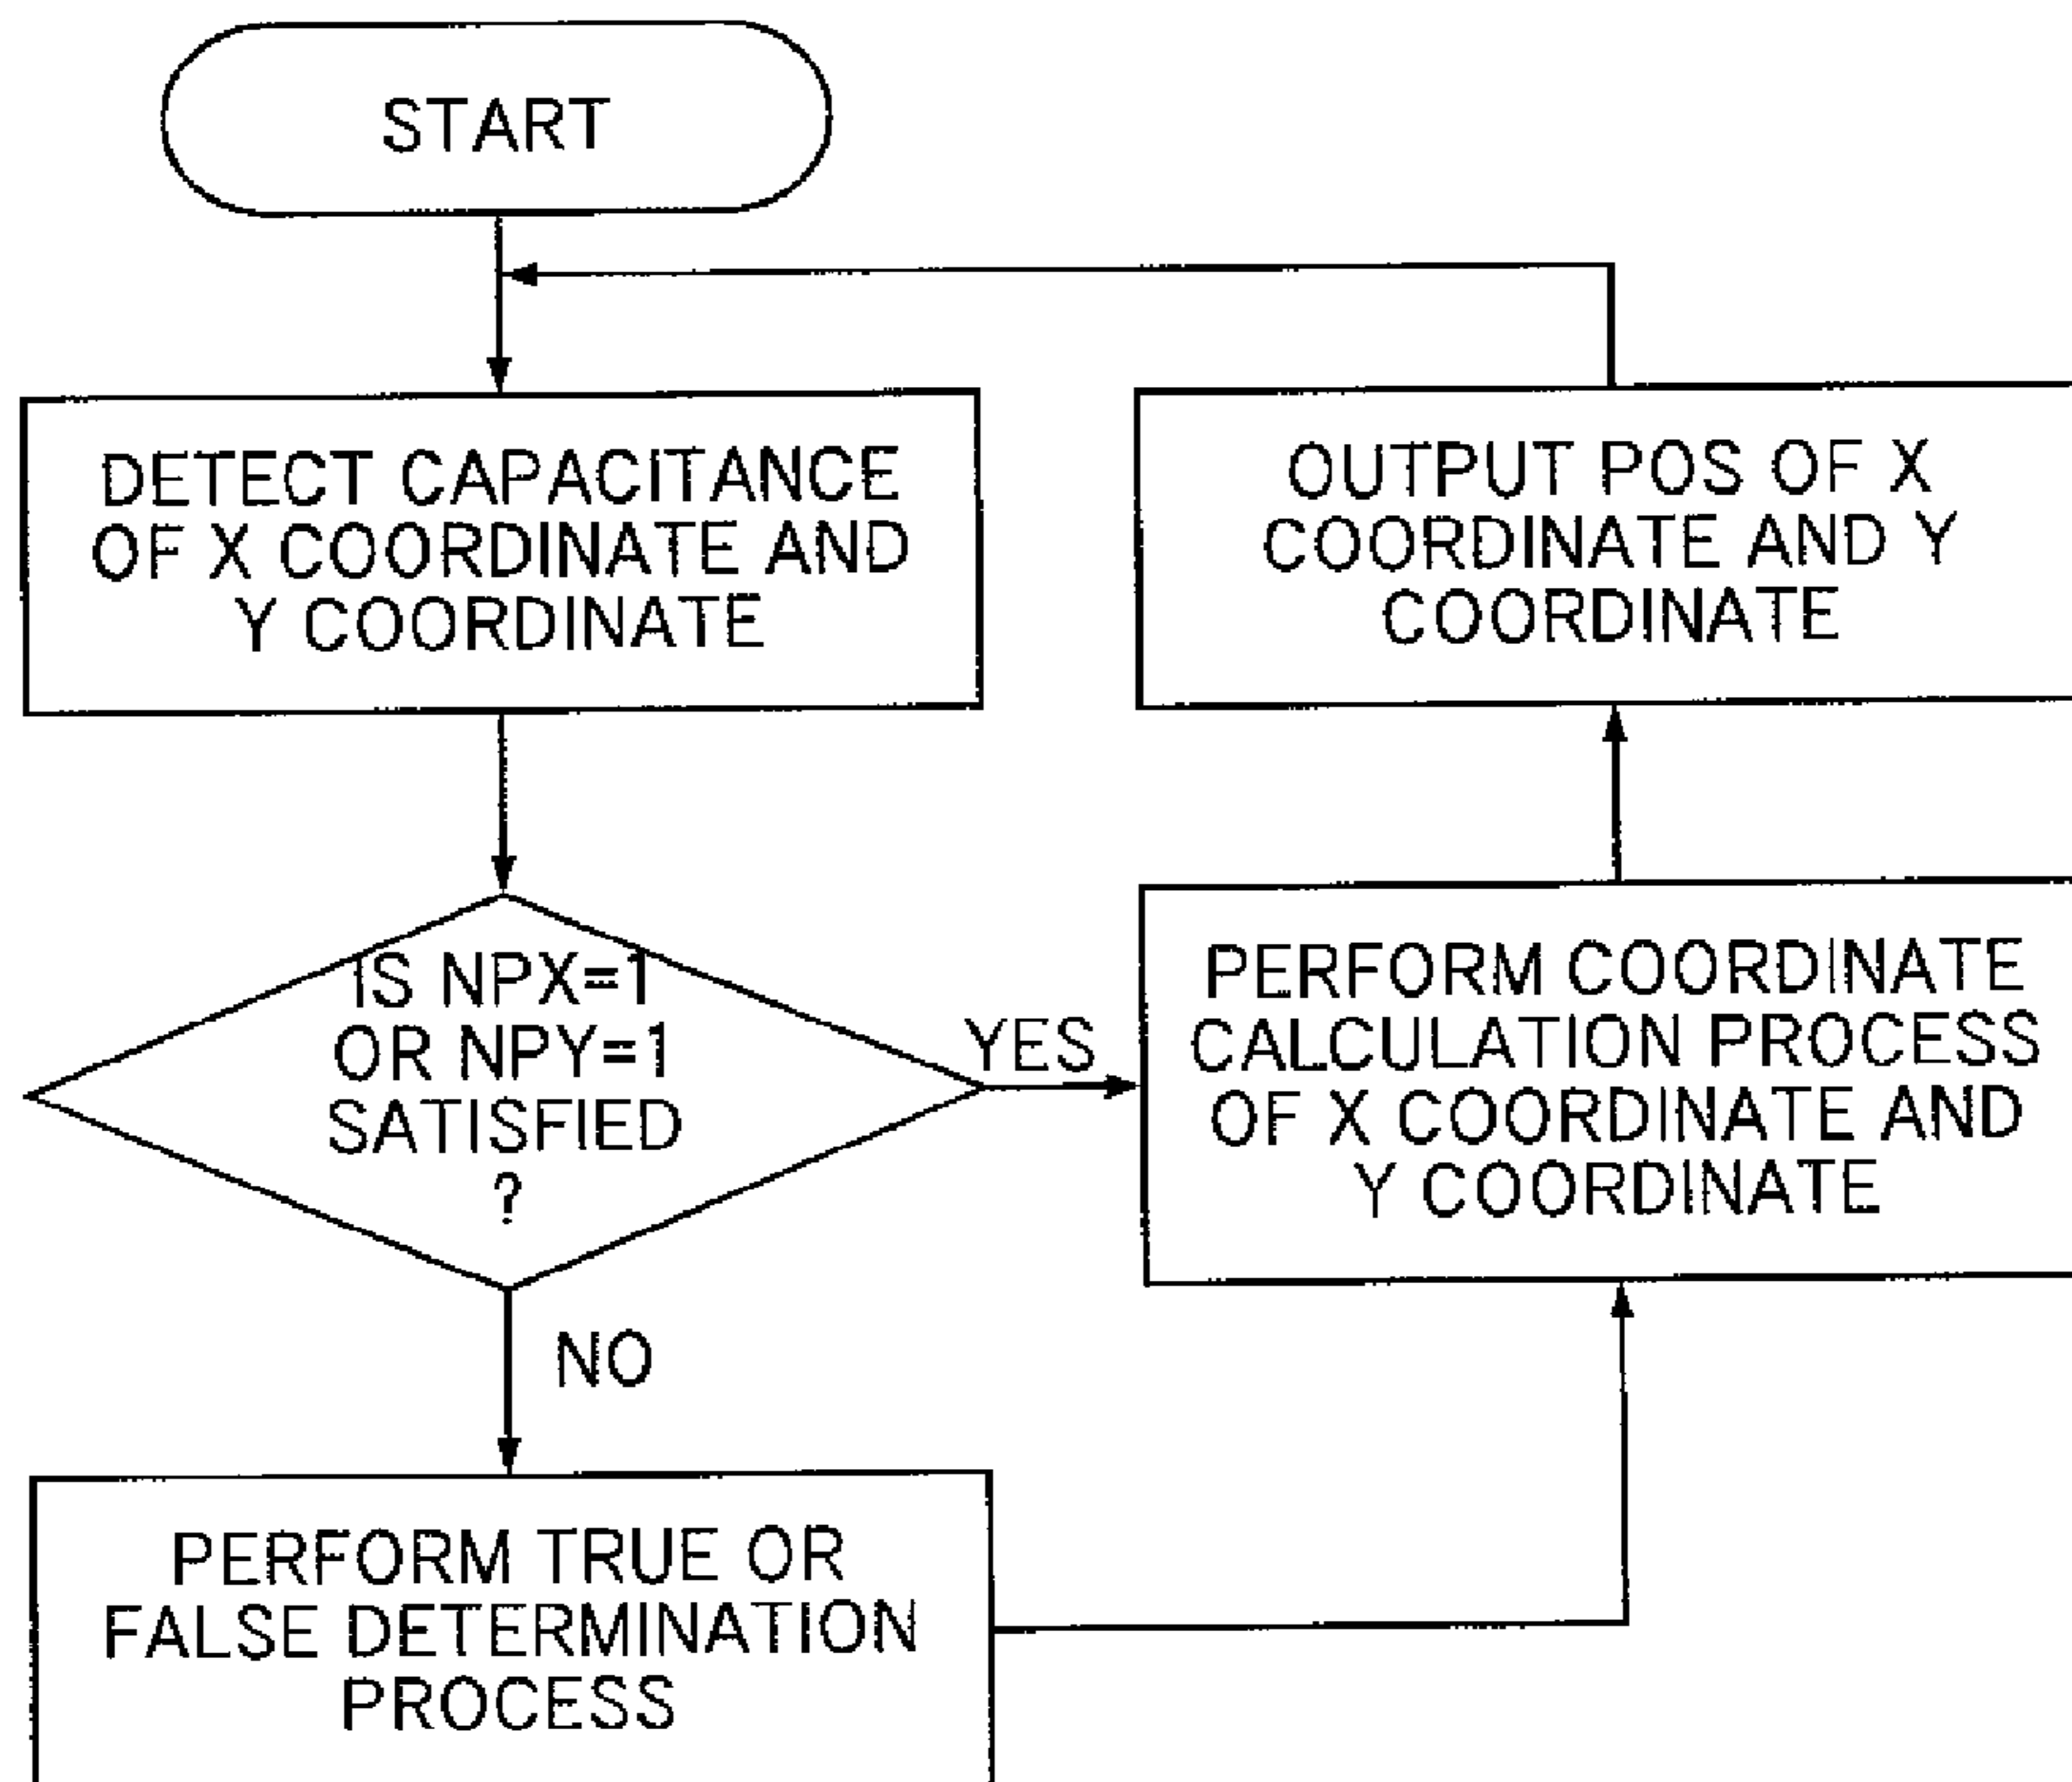 START
DETECT CAPACITANCE
OF X COORDINATE AND
Y COORDINATE
IS NPX=1
OR NPY=1
SATISFIED
?
YES
NO
PERFORM TRUE OR
FALSE DETERMINATION
PROCESS
PERFORM COORDINATE
CALCULATION PROCESS
OF X COORDINATE AND
Y COORDINATE
OUTPUT POS OF X
COORDINATE AND Y
COORDINATE